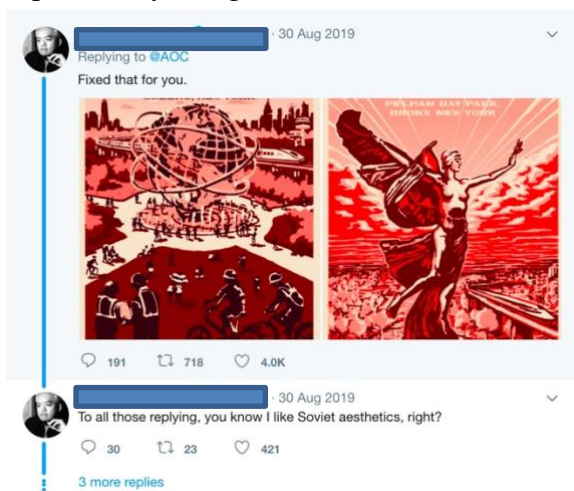 · 30 Aug 2019
Replying to @AOC
Fixed that for you.
PELHAM BAY PARK,
BRONX NEW YORK
191 718 4.0K
· 30 Aug 2019
To all those replying, you know I like Soviet aesthetics, right?
30 23 421
3 more replies